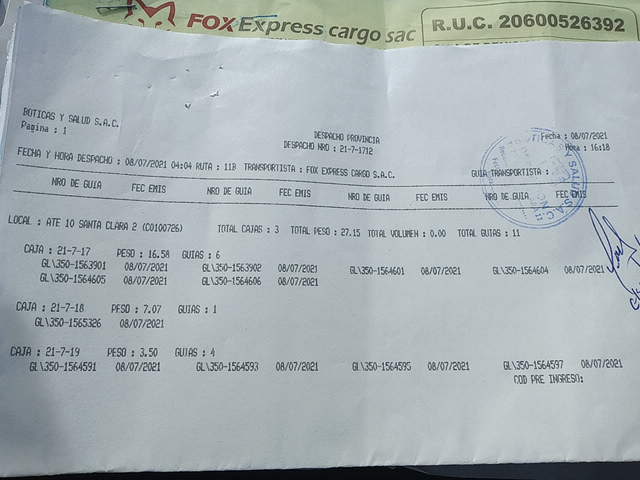 FOX Express cargo sac
R.U.C. 20600526392
BOTICAS Y SALUD S.A.C.
Pagina : 1
DESPACHO PROVINCIA
DESPACHO NRO : 21-7-1712
Fecha : 08/07/2021
Hora : 16:18
FECHA Y HORA DESPACHO : 08/07/2021 04:04 RUTA : 11B TRANSPORTISTA : FOX EXPRESS CARGO S.A.C. GUIA TRANSPORTISTA :
NRO DE GUIA FEC EMIS NRO DE GUIA FEC EMIS NRO DE GUIA FEC EMIS NRO DE GUIA FEC EMIS
LOCAL : ATE 10 SANTA CLARA 2 (C0100726) TOTAL CAJAS : 3 TOTAL PESO : 27.15 TOTAL VOLUMEN : 0.00 TOTAL GUIAS : 11
CAJA : 21-7-17 PESO : 16.58 GUIAS : 6
GL\350-1563901 08/07/2021 GL\350-1563902 08/07/2021 GL\350-1564601 08/07/2021 GL\350-1564604 08/07/2021
GL\350-1564605 08/07/2021 GL\350-1564606 08/07/2021
CAJA : 21-7-18 PESO : 7.07 GUIAS : 1
GL\350-1565326 08/07/2021
CAJA : 21-7-19 PESO : 3.50 GUIAS : 4
GL\350-1564591 08/07/2021 GL\350-1564593 08/07/2021 GL\350-1564595 08/07/2021 GL\350-1564597 08/07/2021
COD PRE INGRESO: